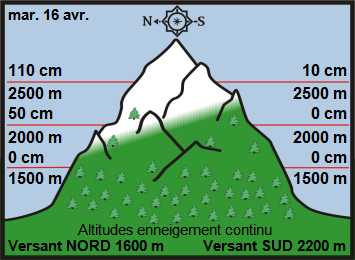 mar. 16 avr.
N S
110 cm 10 cm
2500 m 2500 m
50 cm 0 cm
2000 m 2000 m
0 cm 0 cm
1500 m 1500 m
Altitudes enneigement continu
Versant NORD 1600 m Versant SUD 2200 m